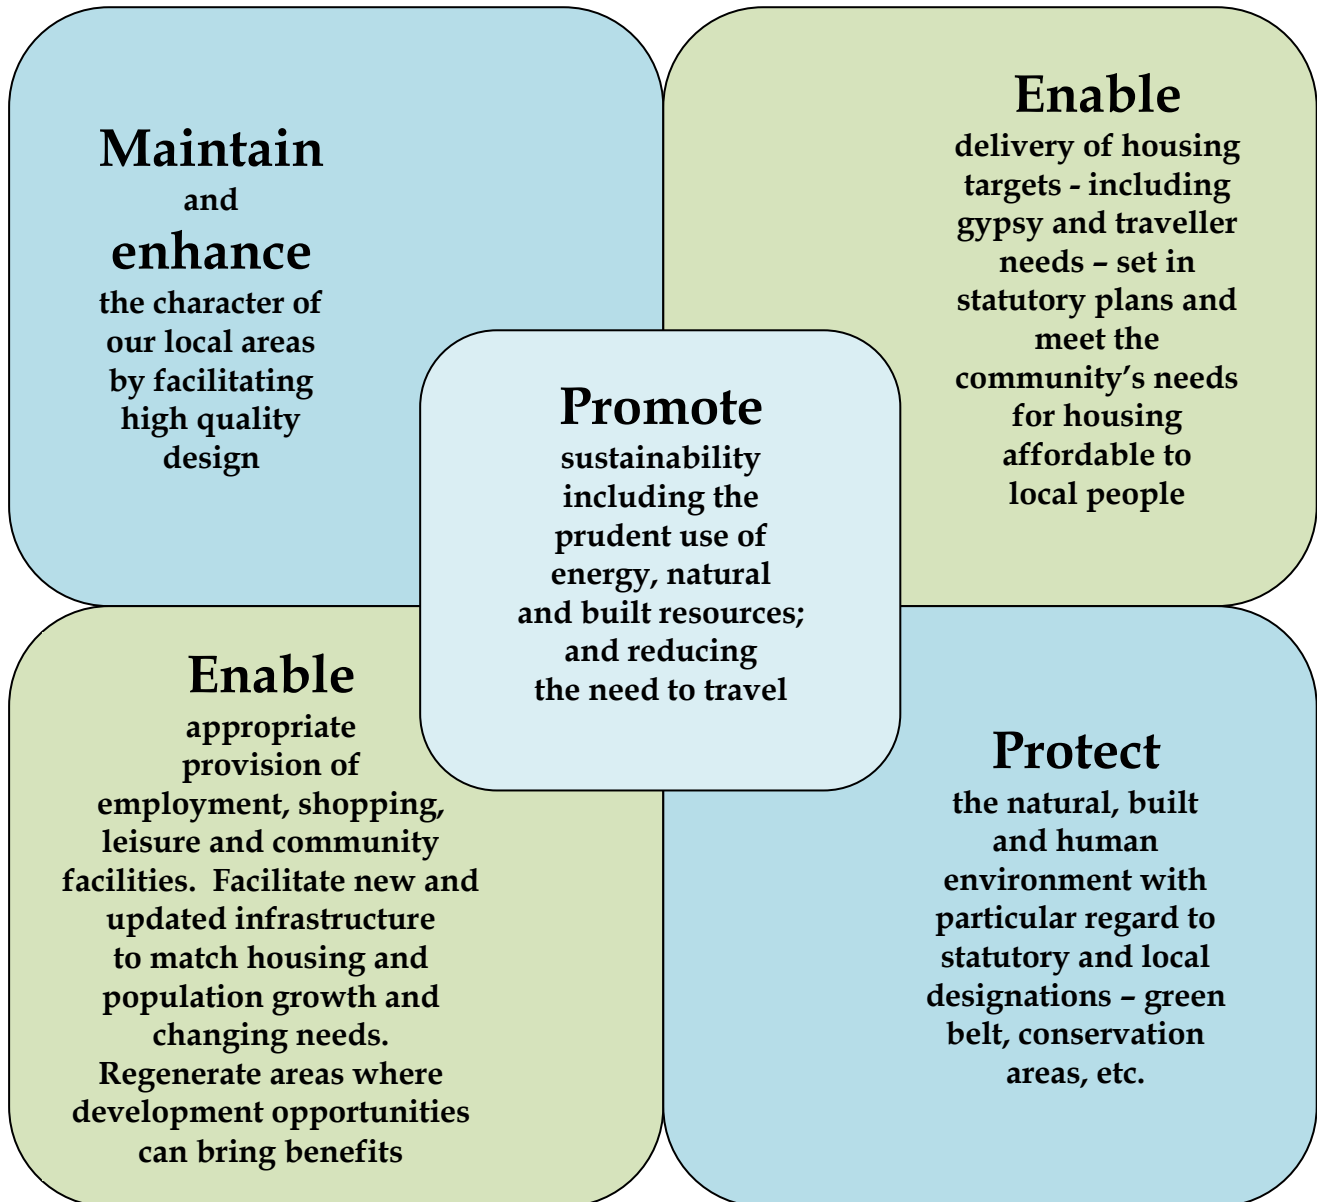 Maintain
and
enhance
the character of
our local areas
by facilitating
high quality
design
Enable
delivery of housing
targets - including
gypsy and traveller
needs – set in
statutory plans and
meet the
community’s needs
for housing
affordable to
local people
Promote
sustainability
including the
prudent use of
energy, natural
and built resources;
and reducing
the need to travel
Enable
appropriate
provision of
employment, shopping,
leisure and community
facilities.  Facilitate new and
updated infrastructure
to match housing and
population growth and
changing needs.
Regenerate areas where
development opportunities
can bring benefits
Protect
the natural, built
and human
environment with
particular regard to
statutory and local
designations – green
belt, conservation
areas, etc.